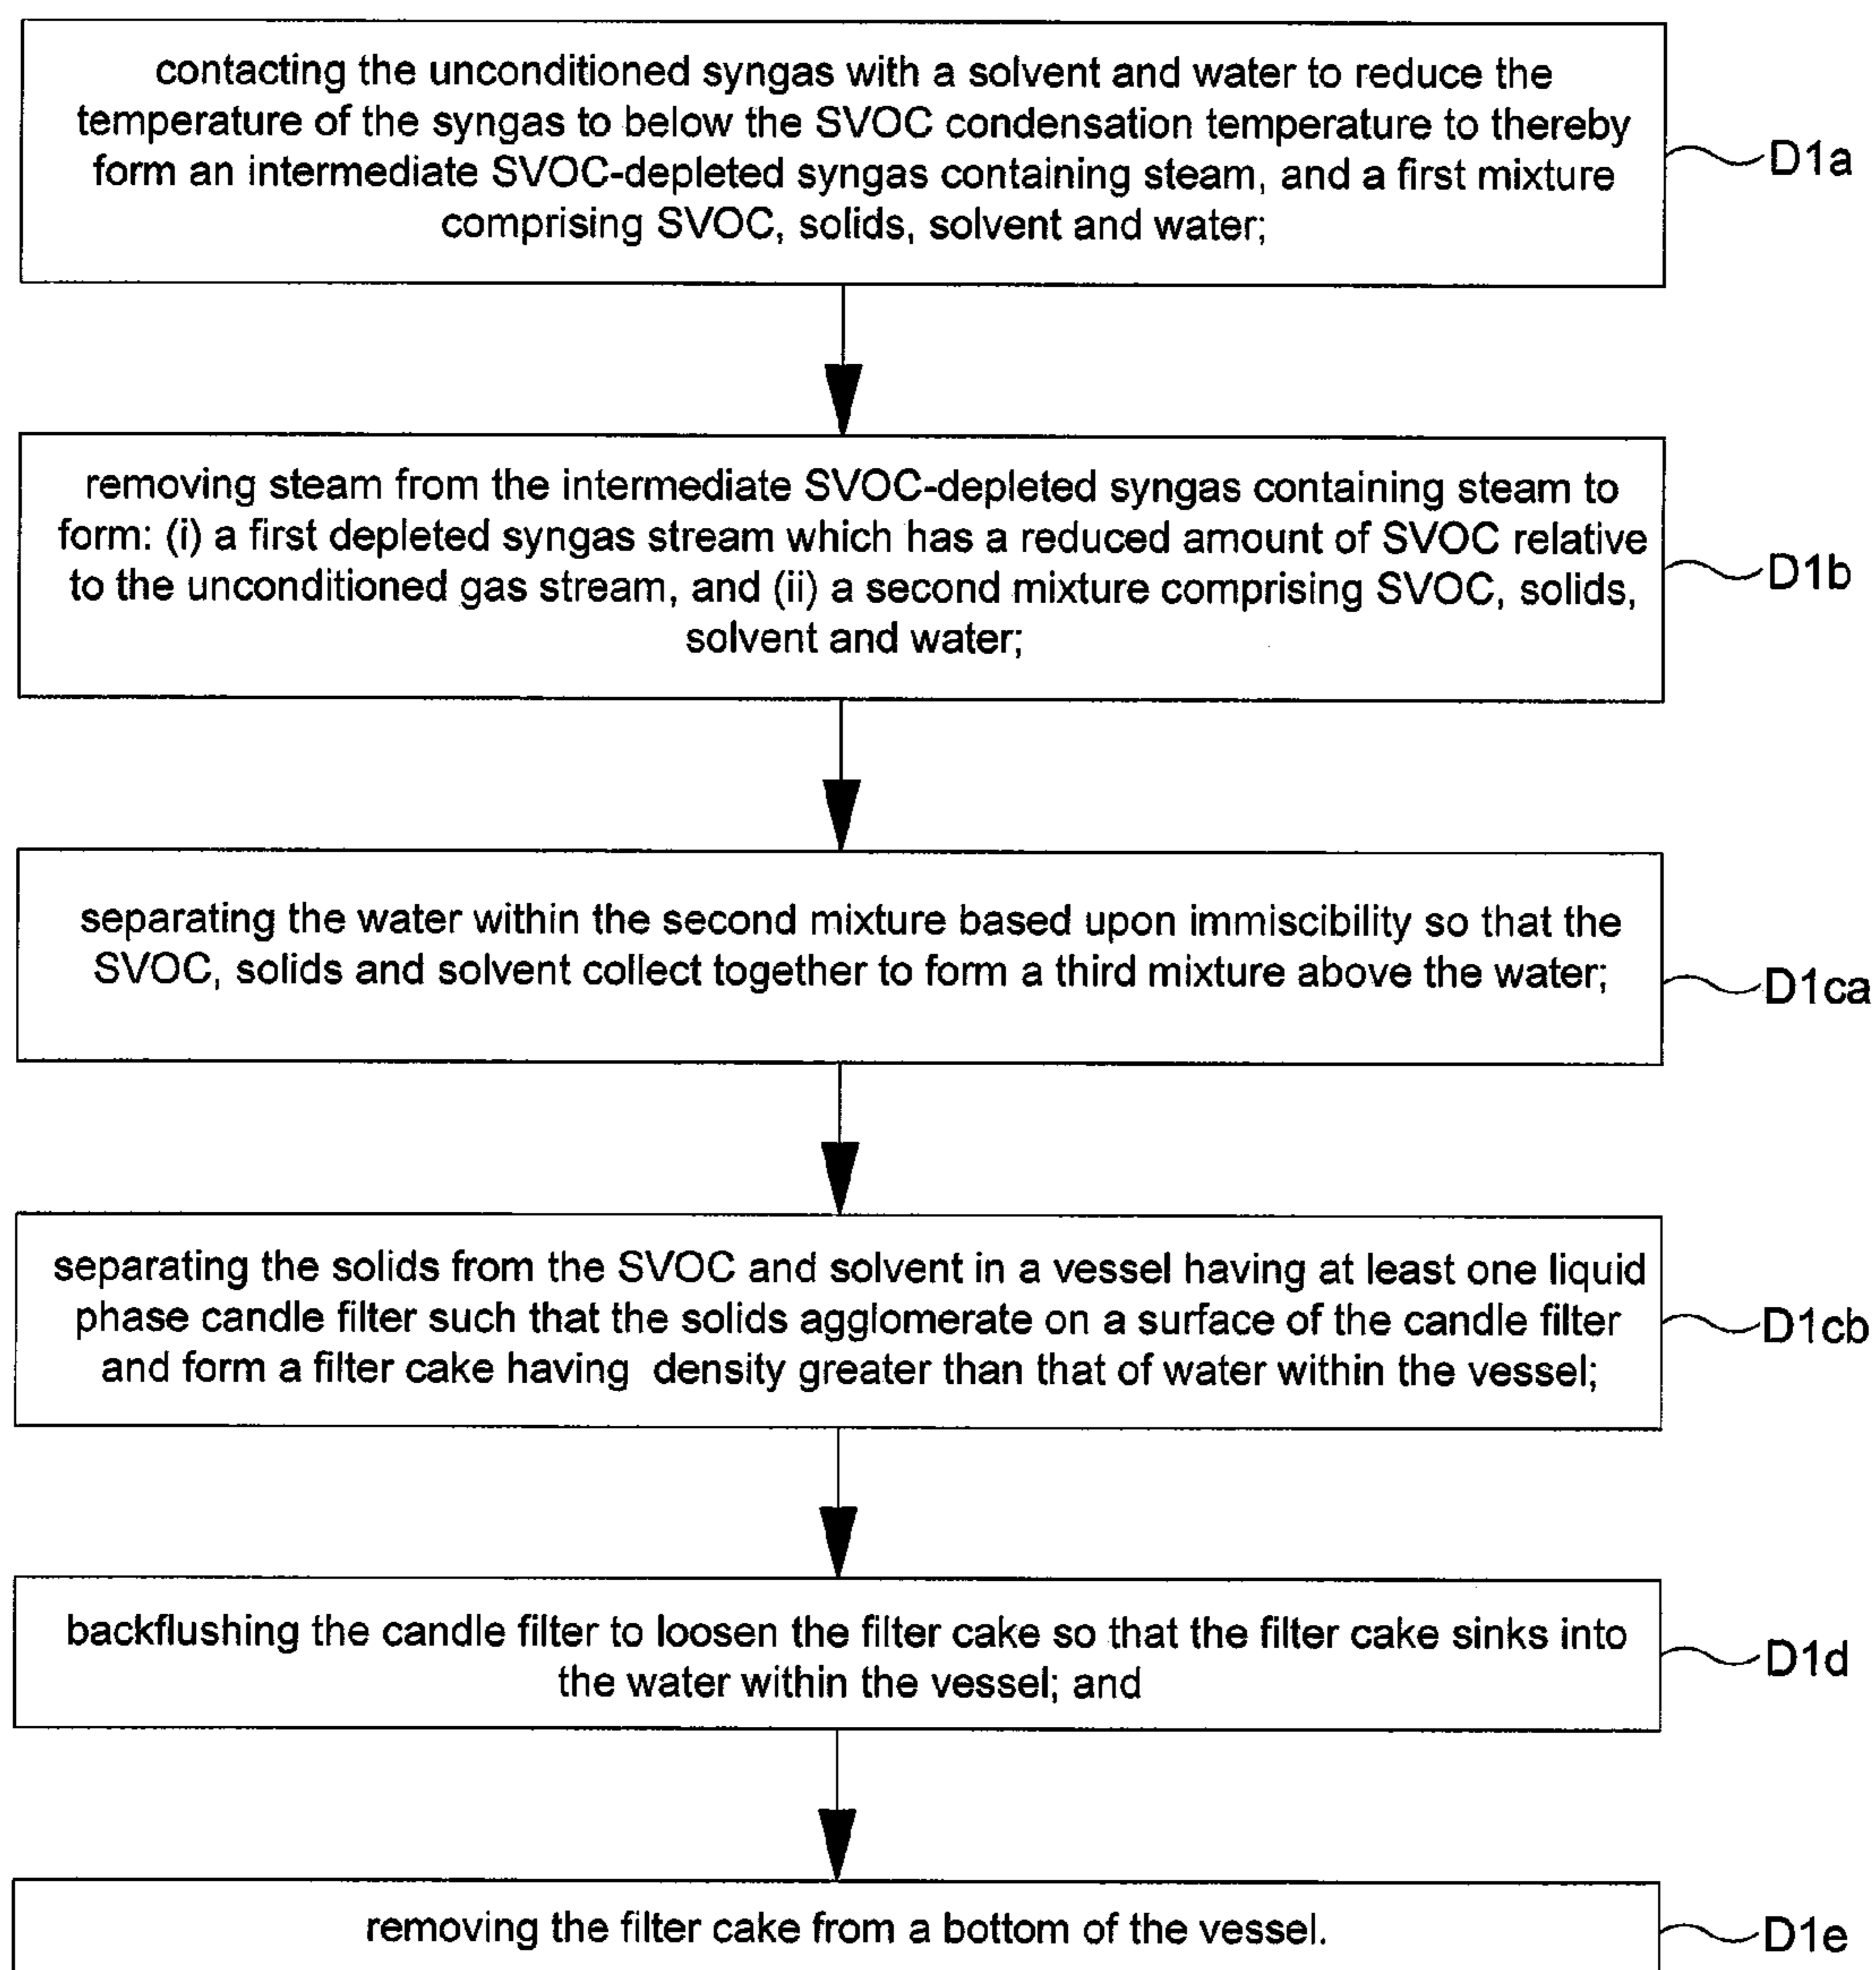 contacting the unconditioned syngas with a solvent and water to reduce the
temperature of the syngas to below the SVOC condensation temperature to thereby
form an intermediate SVOC-depleted syngas containing steam, and a first mixture
comprising SVOC, solids, solvent and water;
D1a
removing steam from the intermediate SVOC-depleted syngas containing steam to
form: (i) a first depleted syngas stream which has a reduced amount of SVOC relative
to the unconditioned gas stream, and (ii) a second mixture comprising SVOC, solids,
solvent and water;
D1b
separating the water within the second mixture based upon immiscibility so that the
SVOC, solids and solvent collect together to form a third mixture above the water;
D1ca
separating the solids from the SVOC and solvent in a vessel having at least one liquid
phase candle filter such that the solids agglomerate on a surface of the candle filter
and form a filter cake having density greater than that of water within the vessel;
D1cb
backflushing the candle filter to loosen the filter cake so that the filter cake sinks into
the water within the vessel; and
D1d
removing the filter cake from a bottom of the vessel.
D1e